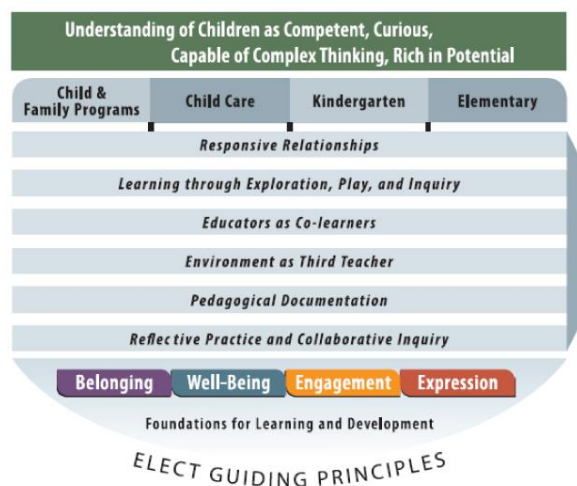 Understanding of Children as Competent, Curious,
Capable of Complex Thinking, Rich in Potential
Child &
Family Programs
Child Care
Kindergarten
Elementary
Responsive Relationships
Learning through Exploration, Play, and Inquiry
Educators as Co-learners
Environment as Third Teacher
Pedagogical Documentation
Reflective Practice and Collaborative Inquiry
Belonging
Well-Being
Engagement
Expression
Foundations for Learning and Development
ELECT GUIDING PRINCIPLES